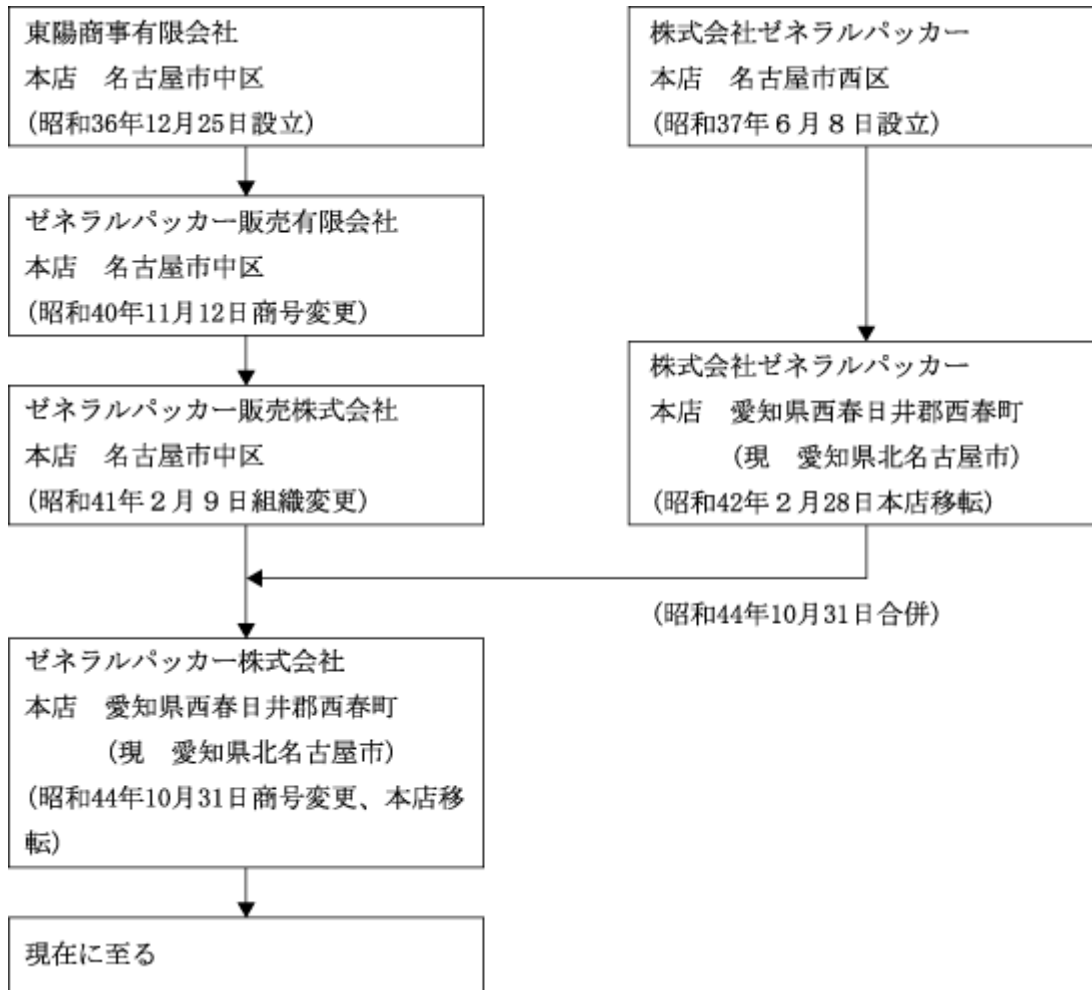 東陽商事有限会社
本店　名古屋市中区
(昭和36年12月25日設立)
ゼネラルパッカー販売有限会社
本店　名古屋市中区
(昭和40年11月12日商号変更)
ゼネラルパッカー販売株式会社
本店　名古屋市中区
(昭和41年２月９日組織変更)
株式会社ゼネラルパッカー
本店　名古屋市西区
(昭和37年６月８日設立)
株式会社ゼネラルパッカー
本店　愛知県西春日井郡西春町
(現　愛知県北名古屋市)
(昭和42年２月28日本店移転)
(昭和44年10月31日合併)
ゼネラルパッカー株式会社
本店　愛知県西春日井郡西春町
(現　愛知県北名古屋市)
(昭和44年10月31日商号変更、本店移
転)
現在に至る